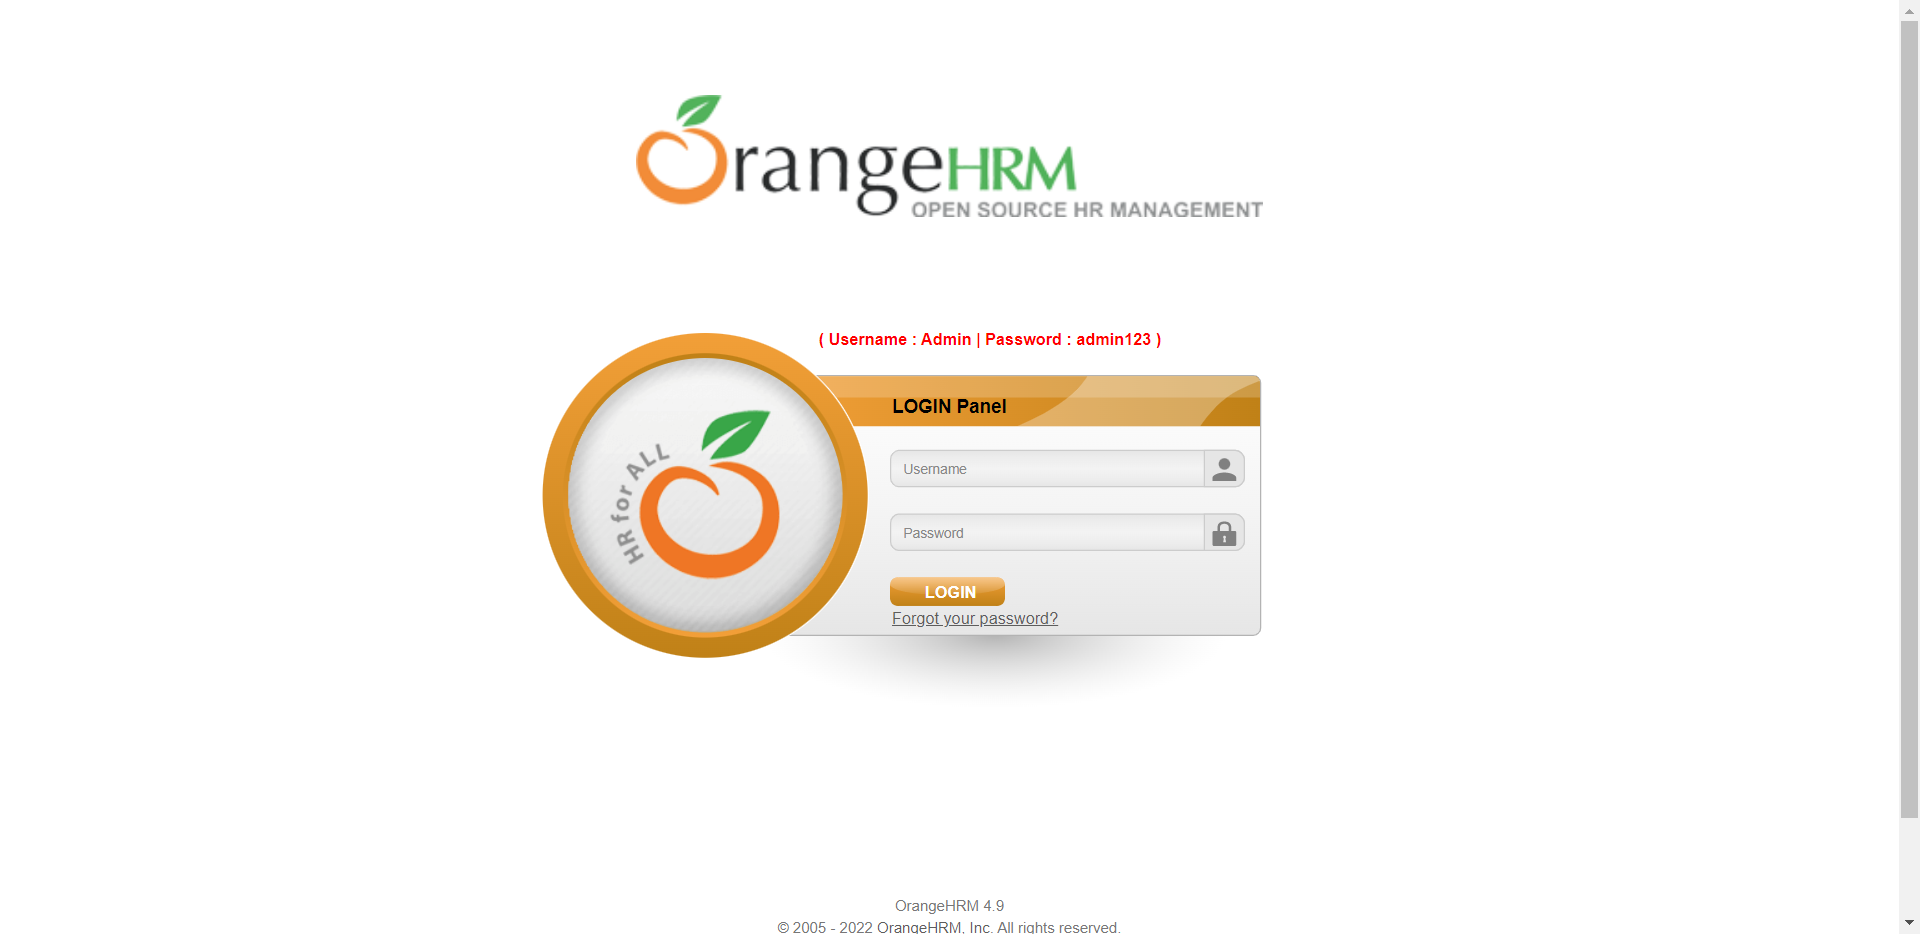 OrangeHRM
OPEN SOURCE HR MANAGEMENT
( Username : Admin | Password : admin123 )
HR for ALL
LOGIN Panel
Username
Password
LOGIN
Forgot your password?
OrangeHRM 4.9
© 2005 - 2022 OrangeHRM, Inc. All rights reserved.